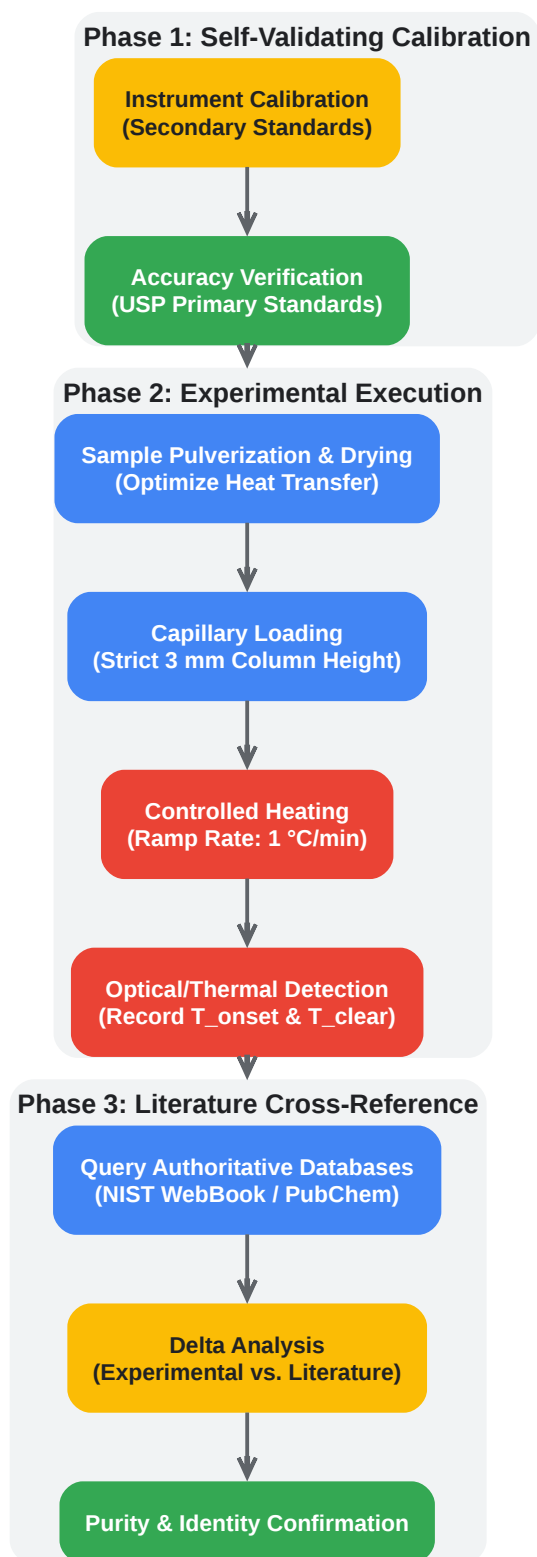 Phase 1: Self-Validating Calibration
Instrument Calibration
(Secondary Standards)
Accuracy Verification
(USP Primary Standards)
Phase 2: Experimental Execution
Sample Pulverization & Drying
(Optimize Heat Transfer)
Capillary Loading
(Strict 3 mm Column Height)
Controlled Heating
(Ramp Rate: 1 °C/min)
Optical/Thermal Detection
(Record T_onset & T_clear)
Phase 3: Literature Cross-Reference
Query Authoritative Databases
(NIST WebBook / PubChem)
Delta Analysis
(Experimental vs. Literature)
Purity & Identity Confirmation